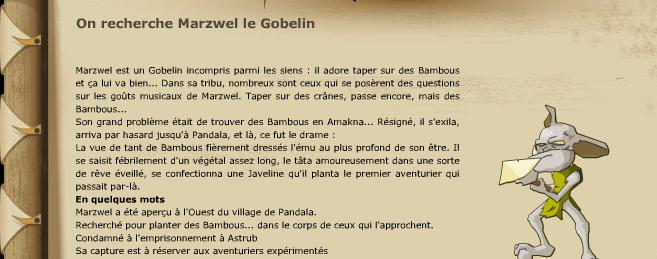 On recherche Marzwel le Gobelin
Marzwel est un Gobelin incompris parmi les siens : il adore taper sur des Bambous
et ça lui va bien... Dans sa tribu, nombreux sont ceux qui se posèrent des questions
sur les goûts musicaux de Marzwel. Taper sur des crânes, passe encore, mais des
Bambous...
Son grand problème était de trouver des Bambous en Amakna... Résigné, il s'exila,
arriva par hasard jusqu'à Pandala, et là, ce fut le drame :
La vue de tant de Bambous fièrement dressés l'ému au plus profond de son être. Il
se saisit fébrilement d'un végétal assez long, le tâta amoureusement dans une sorte
de rêve éveillé, se confectionna une Javeline qu'il planta le premier aventurier qui
passait par-là.
En quelques mots
Marzwel a été aperçu à l'Ouest du village de Pandala.
Recherché pour planter des Bambous... dans le corps de ceux qui l'approchent.
Condamné à l'emprisonnement à Astrub
Sa capture est à réserver aux aventuriers expérimentés